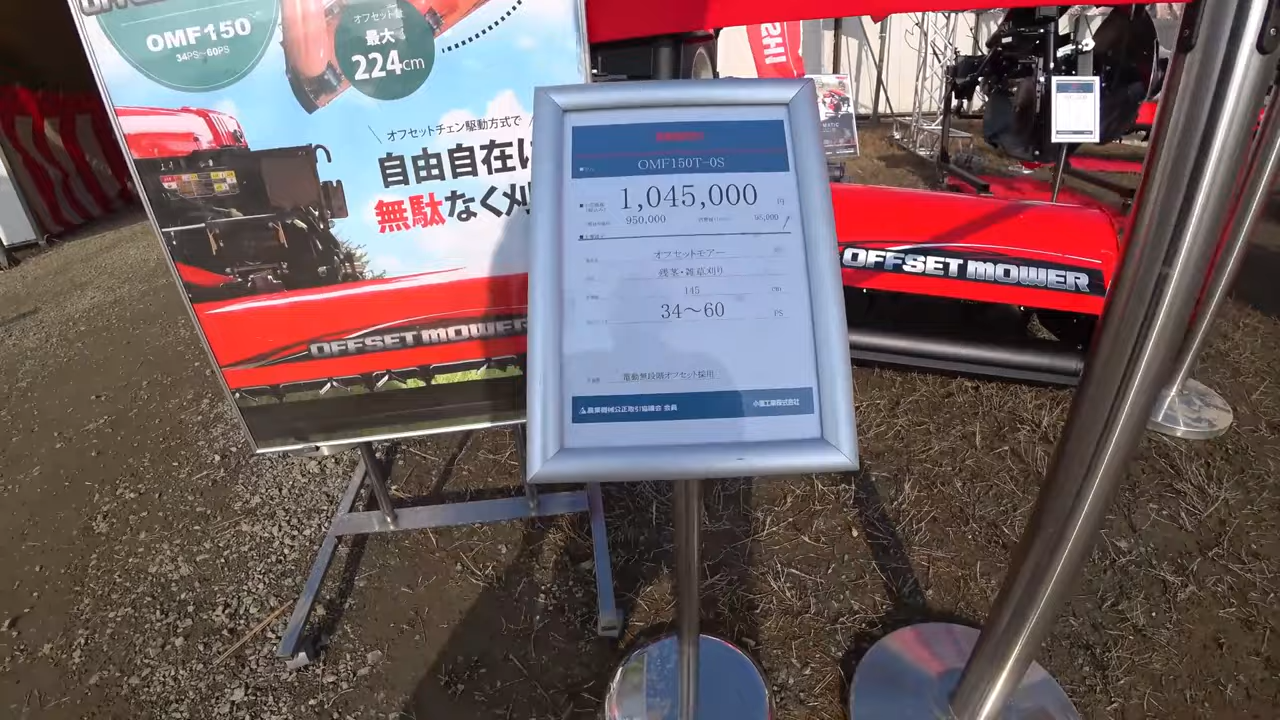 OMF150
34PS~60PS
オフセット量
最大
224cm
オフセットチェン駆動方式で
自由自在に
無駄なく刈
OFFSET MOWER
OMF150T-0S
1,045,000 円
950,000
95,000
オフセットモアー
残茎・雑草刈り
145
34〜60 PS
電動無段階オフセット採用
農業機械公正取引協議会 会員
小橋工業株式会社
OFFSET MOWER
SHI